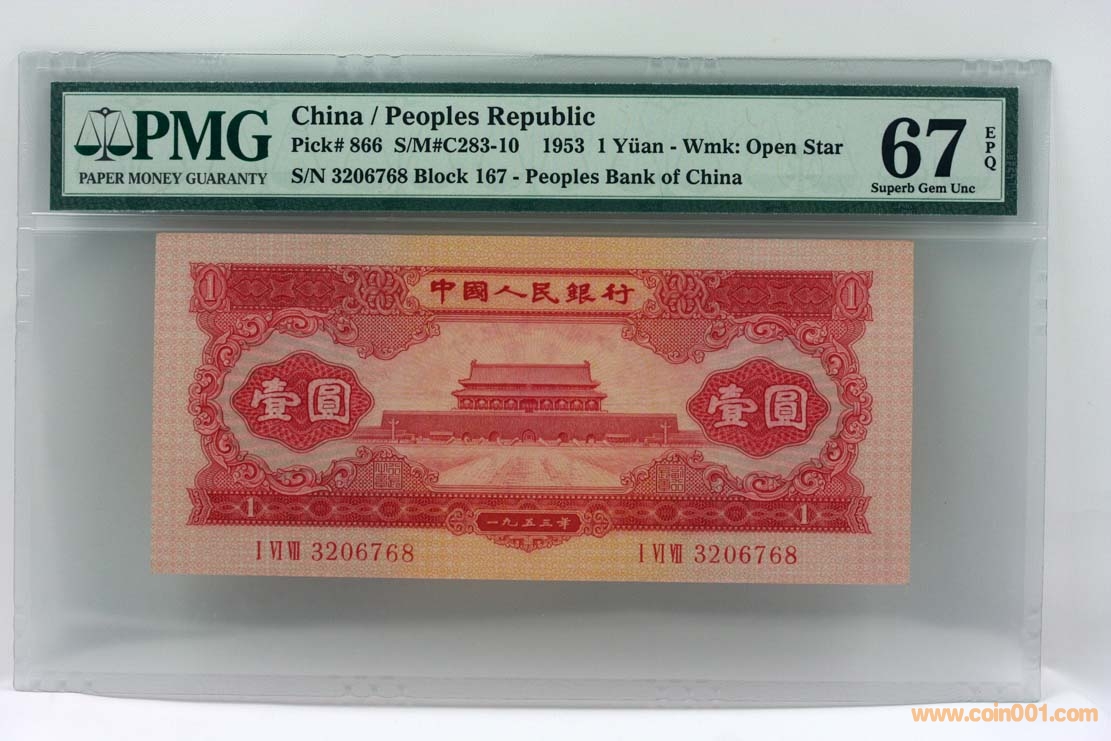 PMG
PAPER MONEY GUARANTY
China / Peoples Republic
Pick# 866 S/M#C283-10 1953 1 Yüan - Wmk: Open Star
S/N 3206768 Block 167 - Peoples Bank of China
67
EPQ
Superb Gem Unc
1 中國人民銀行 1
壹圓 壹圓
1 一九五三年 1
I VI VII 3206768 I VI VII 3206768
www.coin001.com